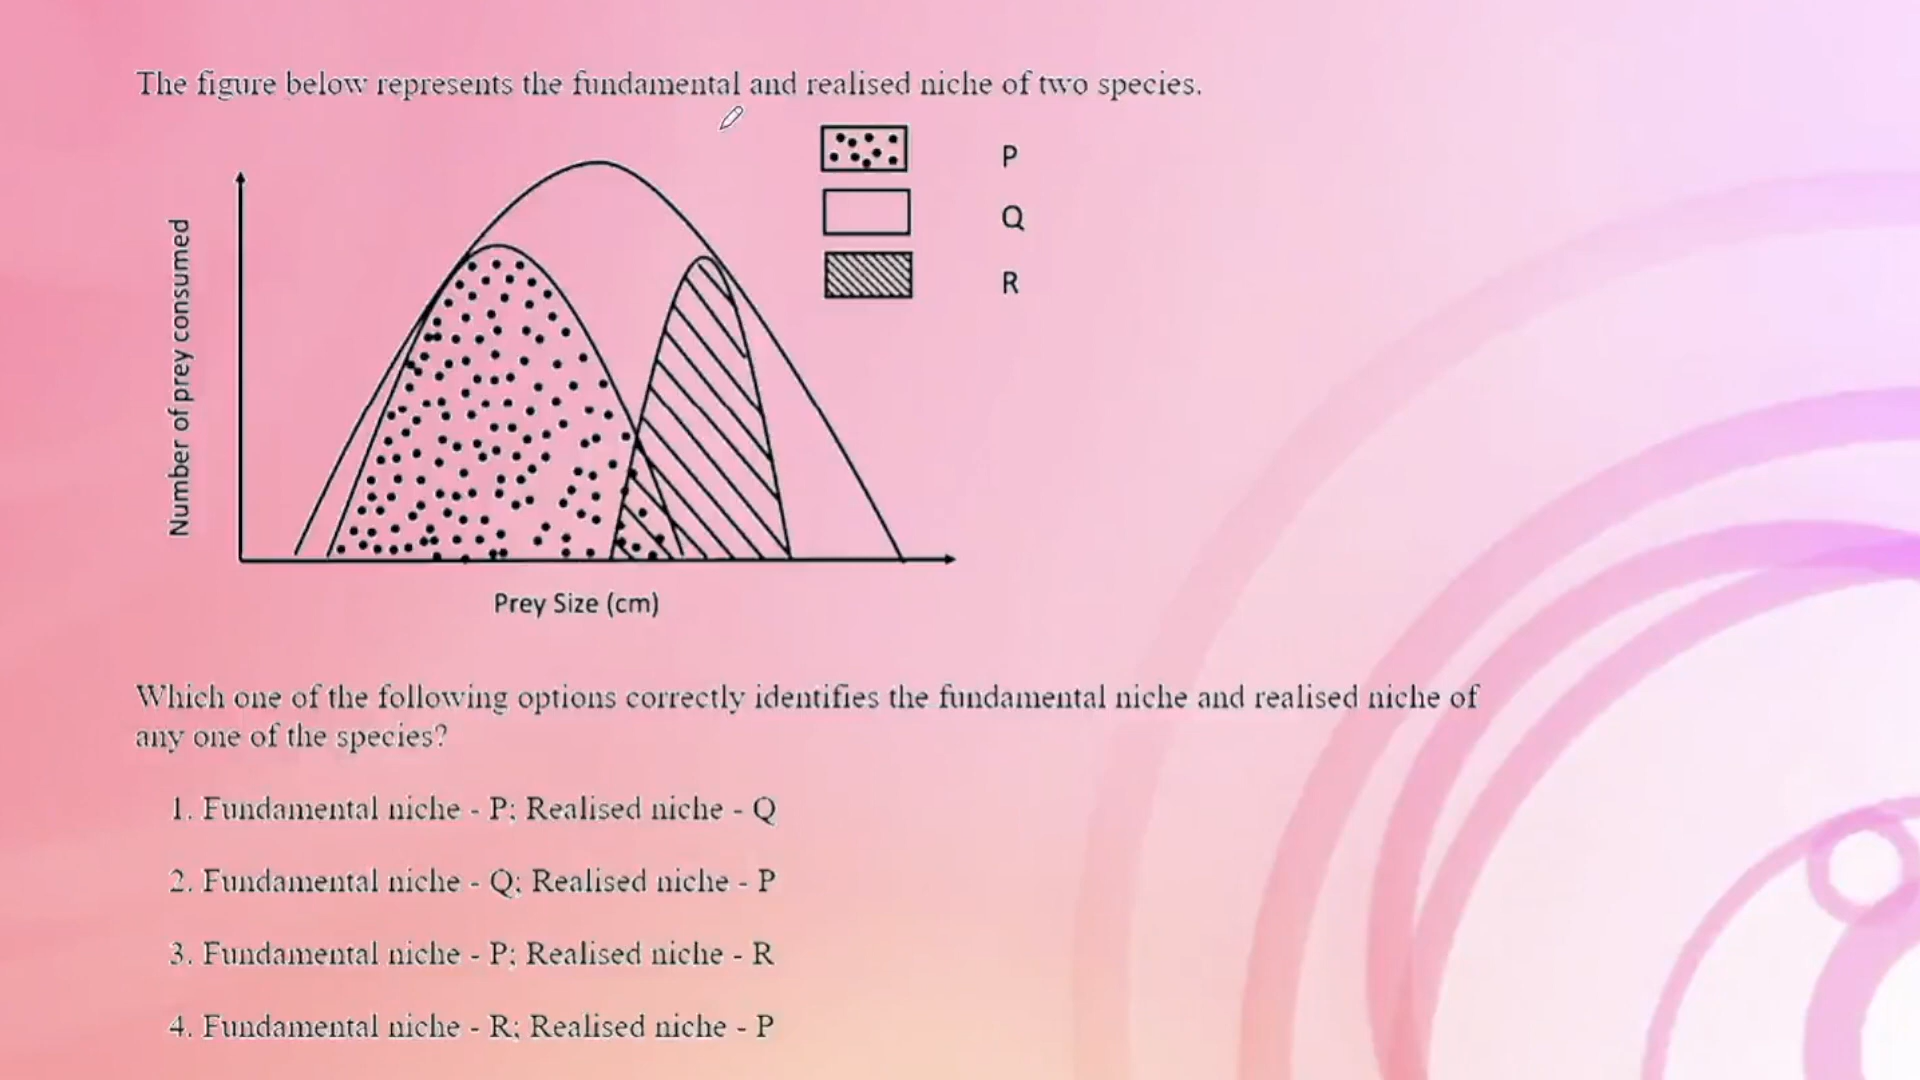 The figure below represents the fundamental and realised niche of two species.
P
Q
R
Number of prey consumed
Prey Size (cm)
Which one of the following options correctly identifies the fundamental niche and realised niche of
any one of the species?
1. Fundamental niche - P; Realised niche - Q
2. Fundamental niche - Q; Realised niche - P
3. Fundamental niche - P; Realised niche - R
4. Fundamental niche - R; Realised niche - P